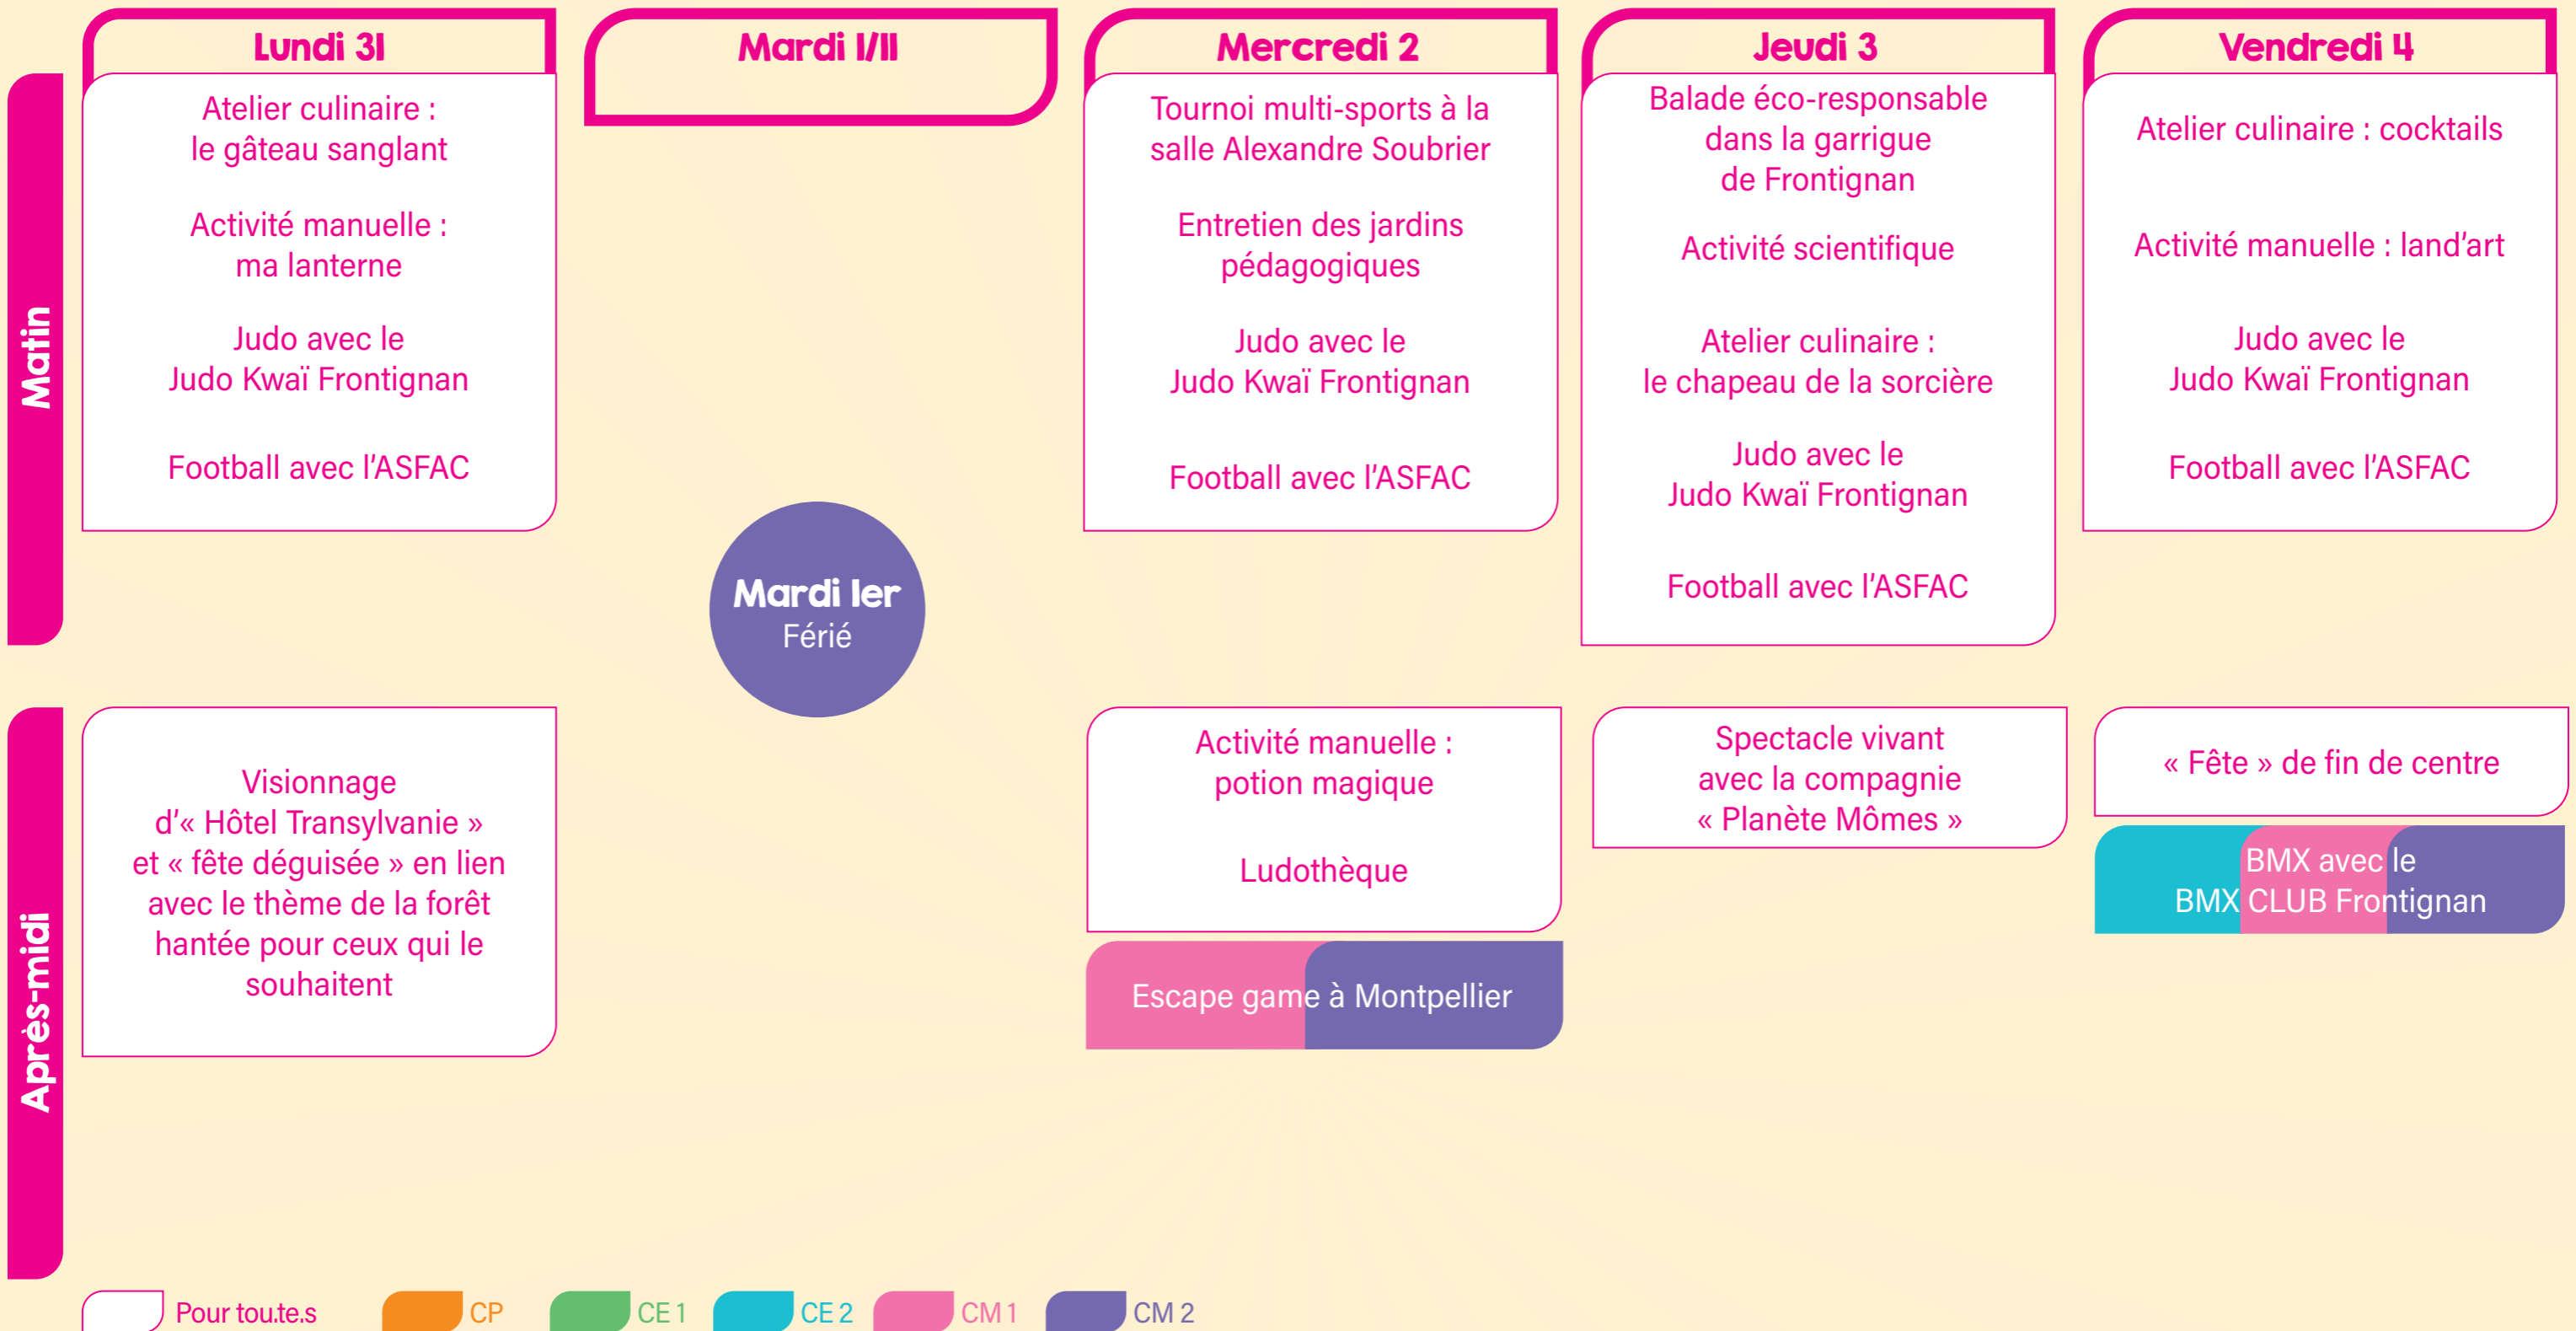 Lundi 31
Mardi 1/11
Mercredi 2
Jeudi 3
Vendredi 4
Matin
Atelier culinaire :
le gâteau sanglant
Activité manuelle :
ma lanterne
Judo avec le
Judo Kwaï Frontignan
Football avec l'ASFAC
Mardi 1er
Férié
Tournoi multi-sports à la
salle Alexandre Soubrier
Entretien des jardins
pédagogiques
Judo avec le
Judo Kwaï Frontignan
Football avec l'ASFAC
Balade éco-responsable
dans la garrigue
de Frontignan
Activité scientifique
Atelier culinaire :
le chapeau de la sorcière
Judo avec le
Judo Kwaï Frontignan
Football avec l'ASFAC
Atelier culinaire : cocktails
Activité manuelle : land'art
Judo avec le
Judo Kwaï Frontignan
Football avec l'ASFAC
Après-midi
Visionnage
d'« Hôtel Transylvanie »
et « fête déguisée » en lien
avec le thème de la forêt
hantée pour ceux qui le
souhaitent
Activité manuelle :
potion magique
Ludothèque
Escape game à Montpellier
Spectacle vivant
avec la compagnie
« Planète Mômes »
« Fête » de fin de centre
BMX avec le
BMX CLUB Frontignan
Pour tou.te.s
CP
CE 1
CE 2
CM 1
CM 2